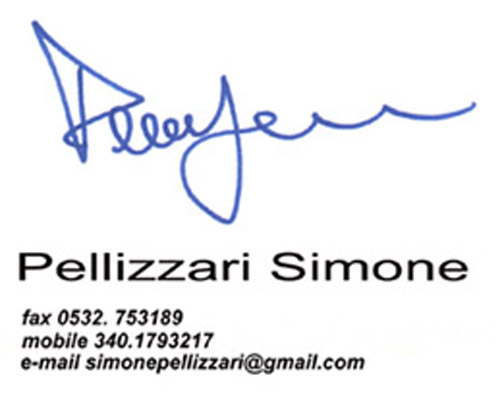 Pellizzari Simone
fax 0532. 753189
mobile 340.1793217
e-mail simonepellizzari@gmail.com